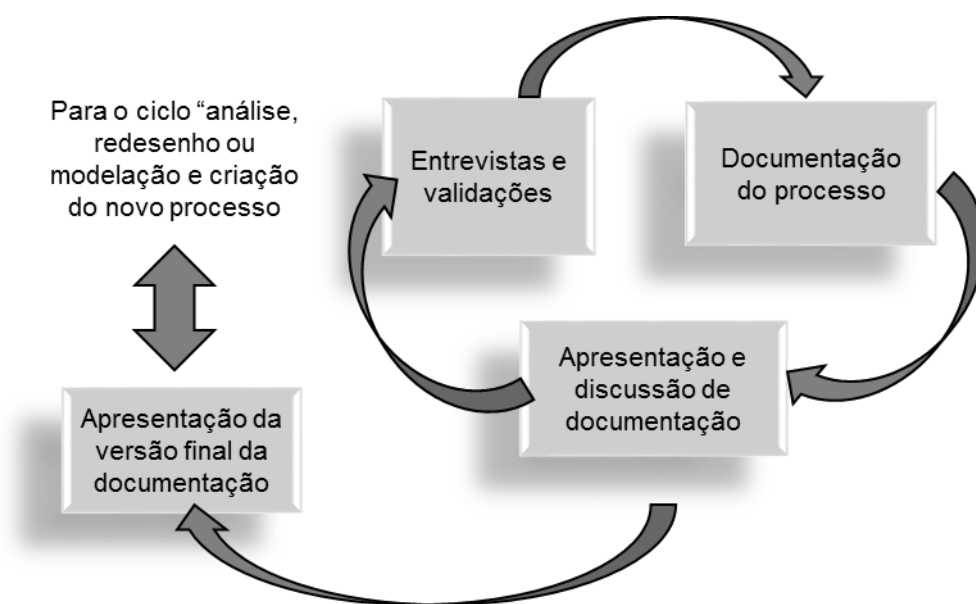 Para o ciclo “análise,
redesenho ou
modelação e criação
do novo processo
Entrevistas e
validações
Documentação
do processo
Apresentação e
discussão de
documentação
Apresentação da
versão final da
documentação